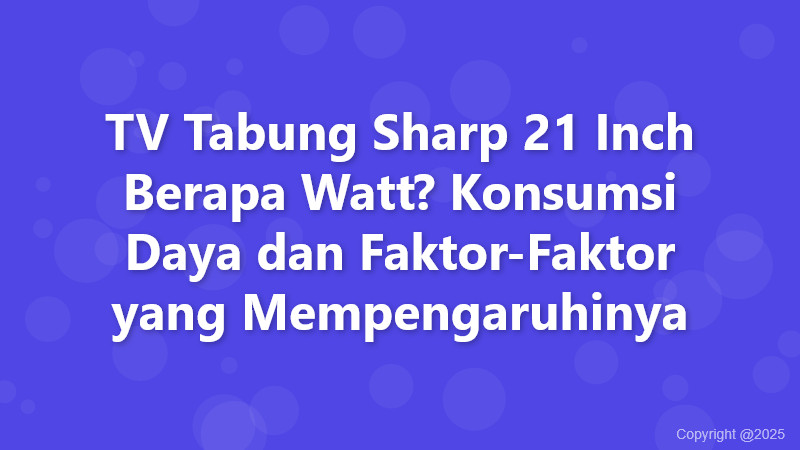 TV Tabung Sharp 21 Inch
Berapa Watt? Konsumsi
Daya dan Faktor-Faktor
yang Mempengaruhinya
Copyright @2025